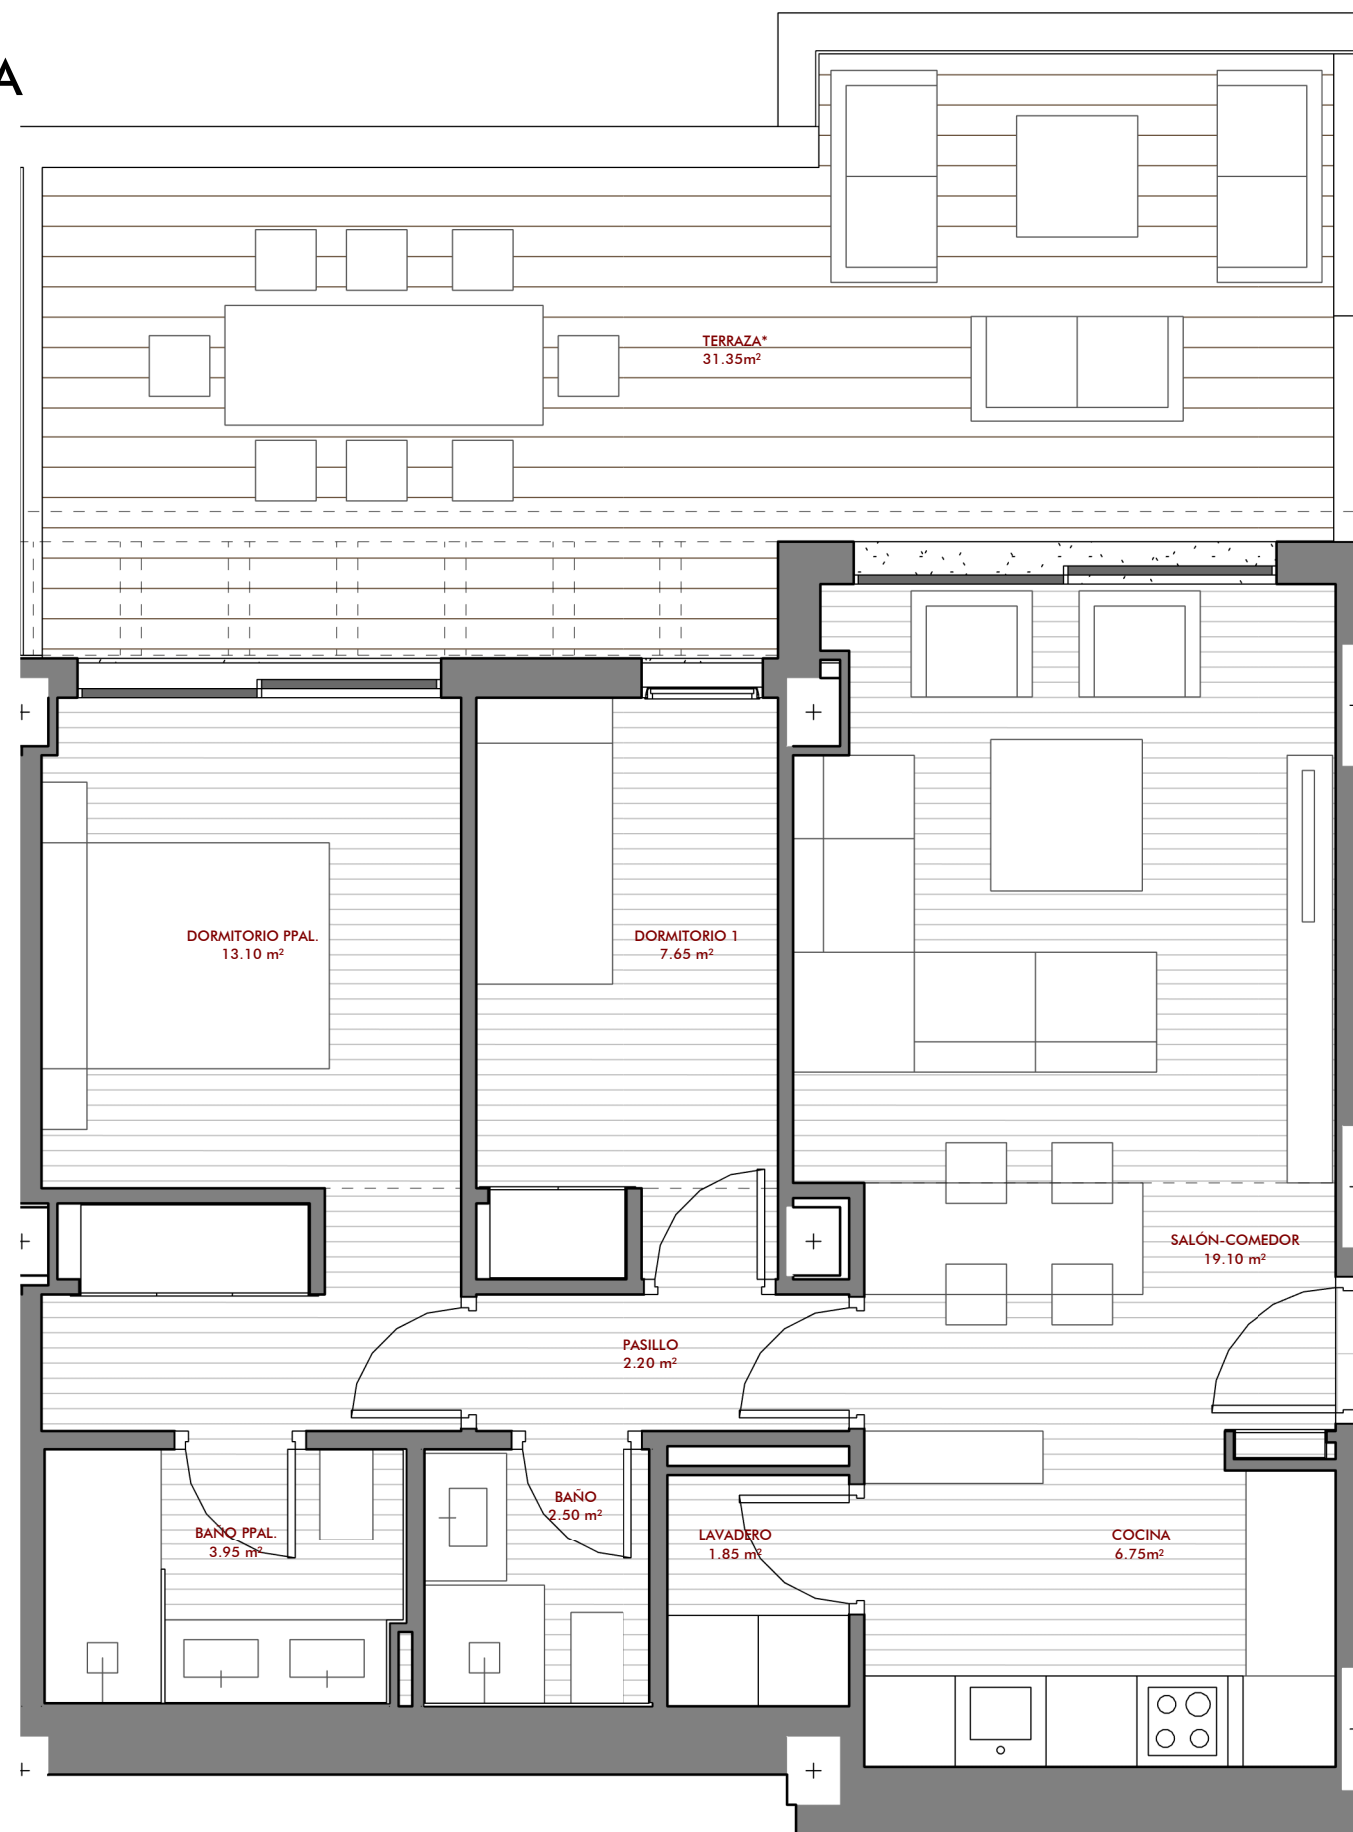 A
TERRAZA*
31.35m²
DORMITORIO PPAL.
13.10 m²
DORMITORIO 1
7.65 m²
SALÓN-COMEDOR
19.10 m²
PASILLO
2.20 m²
BAÑO PPAL.
3.95 m²
BAÑO
2.50 m²
LAVADERO
1.85 m²
COCINA
6.75m²